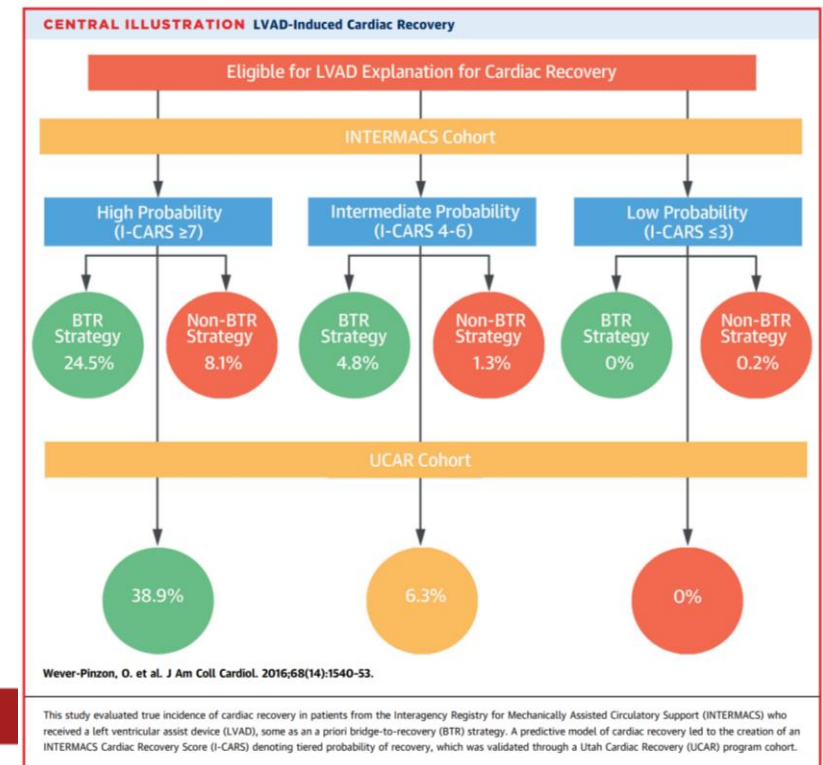 CENTRAL ILLUSTRATION LVAD-Induced Cardiac Recovery
Eligible for LVAD Explanation for Cardiac Recovery
INTERMACS Cohort
High Probability
(I-CARS ≥7)
Intermediate Probability
(I-CARS 4-6)
Low Probability
(I-CARS ≤3)
BTR
Strategy
24.5%
Non-BTR
Strategy
8.1%
BTR
Strategy
4.8%
Non-BTR
Strategy
1.3%
BTR
Strategy
0%
Non-BTR
Strategy
0.2%
UCAR Cohort
38.9%
6.3%
0%
Wever-Pinzon, O. et al. J Am Coll Cardiol. 2016;68(14):1540-53.
This study evaluated true incidence of cardiac recovery in patients from the Interagency Registry for Mechanically Assisted Circulatory Support (INTERMACS) who
received a left ventricular assist device (LVAD), some as an a priori bridge-to-recovery (BTR) strategy. A predictive model of cardiac recovery led to the creation of an
INTERMACS Cardiac Recovery Score (I-CARS) denoting tiered probability of recovery, which was validated through a Utah Cardiac Recovery (UCAR) program cohort.